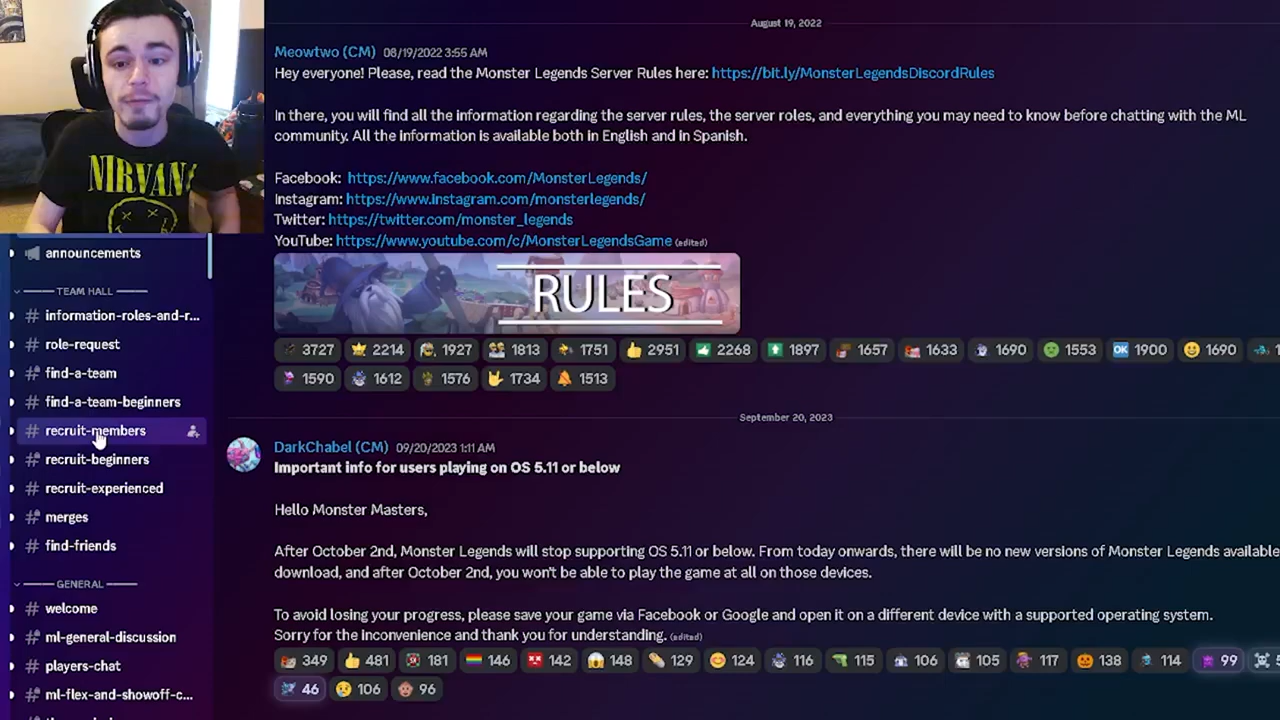 NIRVANA
announcements
TEAM HALL
# information-roles-and-r...
# role-request
# find-a-team
# find-a-team-beginners
# recruit-members
# recruit-beginners
# recruit-experienced
# merges
# find-friends
GENERAL
# welcome
# ml-general-discussion
# players-chat
# ml-flex-and-showoff-c...
August 19, 2022
Meowtwo (CM) 08/19/2022 3:55 AM
Hey everyone! Please, read the Monster Legends Server Rules here: https://bit.ly/MonsterLegendsDiscordRules
In there, you will find all the information regarding the server rules, the server roles, and everything you may need to know before chatting with the ML
community. All the information is available both in English and in Spanish.
Facebook: https://www.facebook.com/MonsterLegends/
Instagram: https://www.instagram.com/monsterlegends/
Twitter: https://twitter.com/monster_legends
YouTube: https://www.youtube.com/c/MonsterLegendsGame (edited)
RULES
3727 2214 1927 1813 1751 2951 2268 1897 1657 1633 1690 1553 OK 1900 1690
1590 1612 1576 1734 1513
September 20, 2023
DarkChabel (CM) 09/20/2023 1:11 AM
Important info for users playing on OS 5.11 or below
Hello Monster Masters,
After October 2nd, Monster Legends will stop supporting OS 5.11 or below. From today onwards, there will be no new versions of Monster Legends available
download, and after October 2nd, you won't be able to play the game at all on those devices.
To avoid losing your progress, please save your game via Facebook or Google and open it on a different device with a supported operating system.
Sorry for the inconvenience and thank you for understanding. (edited)
349 481 181 146 142 148 129 124 116 115 106 105 117 138 114 99
46 106 96